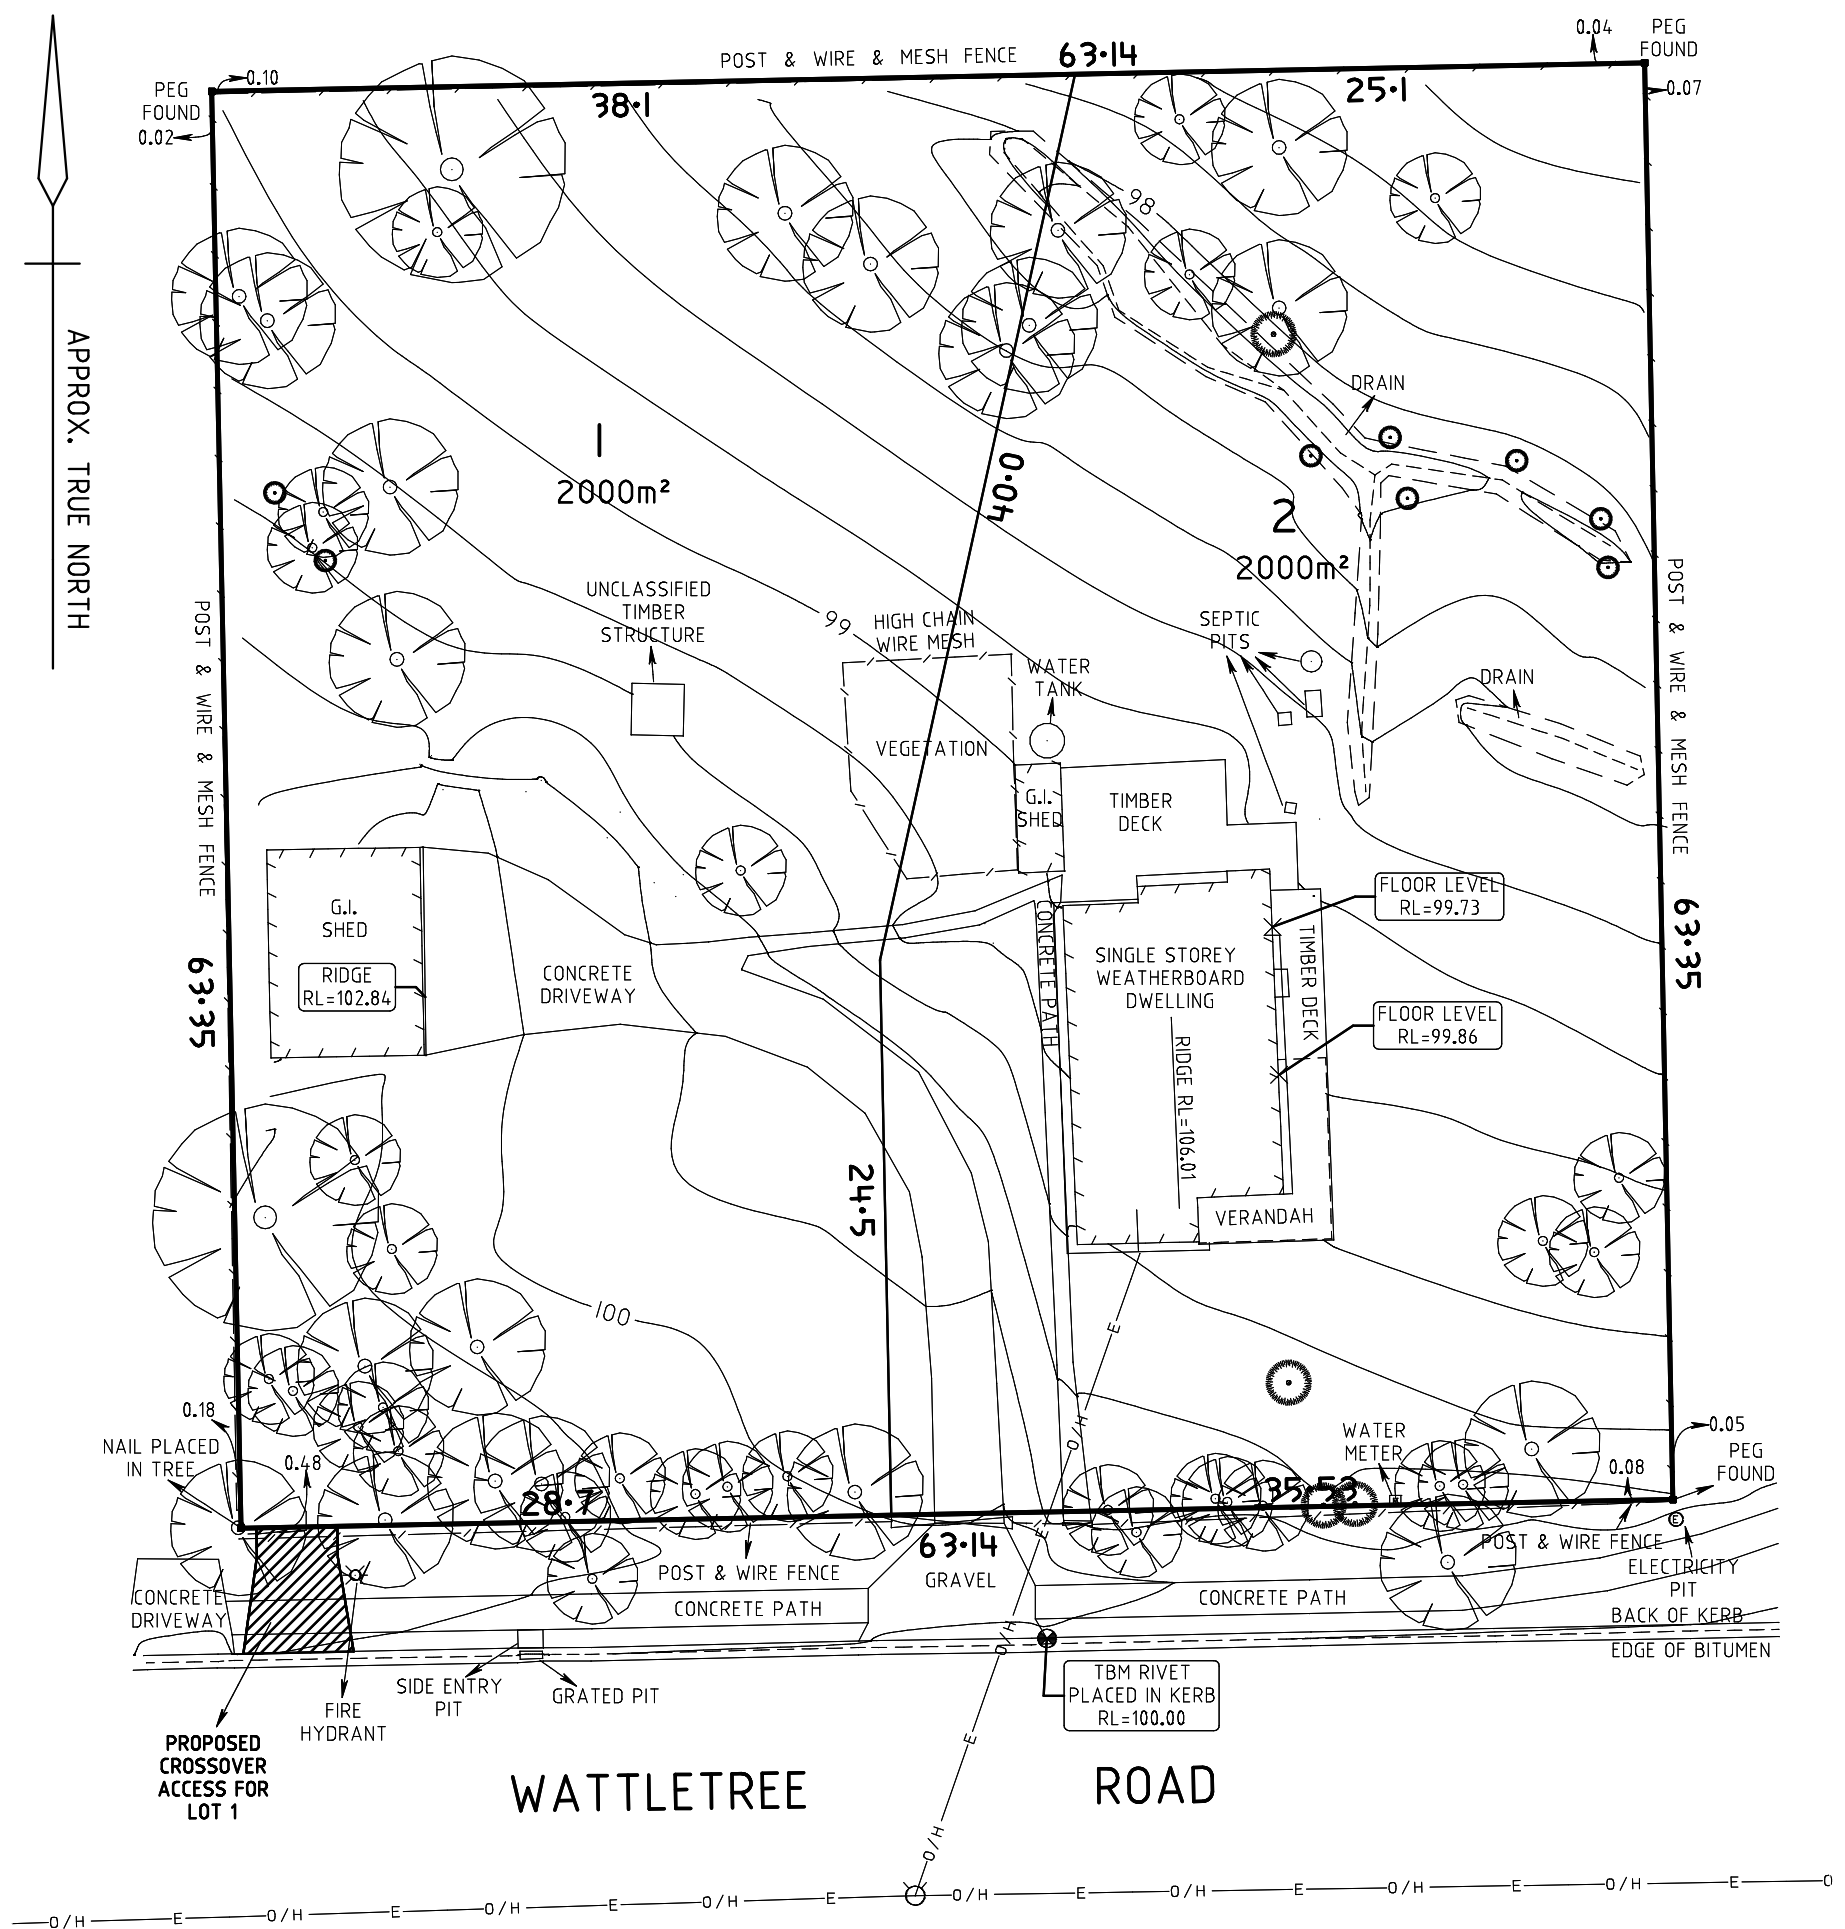 POST & WIRE & MESH FENCE
63·14
0.04
PEG
FOUND
0.10
PEG
FOUND
0.02
38·1
25·1
0.07
98
APPROX. TRUE NORTH
DRAIN
1
2000m²
40·0
2
2000m²
UNCLASSIFIED
TIMBER
STRUCTURE
99
HIGH CHAIN
WIRE MESH
SEPTIC
PITS
POST & WIRE & MESH FENCE
POST & WIRE & MESH FENCE
WATER
TANK
DRAIN
VEGETATION
G.I.
SHED
TIMBER
DECK
FLOOR LEVEL
RL=99.73
G.I.
SHED
RIDGE
RL=102.84
CONCRETE
DRIVEWAY
CONCRETE PATH
SINGLE STOREY
WEATHERBOARD
DWELLING
TIMBER DECK
63·35
63·35
FLOOR LEVEL
RL=99.86
RIDGE RL=106.01
24·5
VERANDAH
100
E
O/H
0.18
NAIL PLACED
IN TREE
0.48
WATER
METER
0.05
PEG
FOUND
0.08
28·7
35·53
E
63·14
E
POST & WIRE FENCE
POST & WIRE FENCE
GRAVEL
ELECTRICITY
PIT
CONCRETE
DRIVEWAY
CONCRETE PATH
CONCRETE PATH
BACK OF KERB
EDGE OF BITUMEN
O/H
SIDE ENTRY
PIT
GRATED PIT
TBM RIVET
PLACED IN KERB
RL=100.00
FIRE
HYDRANT
PROPOSED
CROSSOVER
ACCESS FOR
LOT 1
E
WATTLETREE ROAD
O/H
O/H E O/H E O/H E O/H E O/H E O/H E O/H E O/H E O